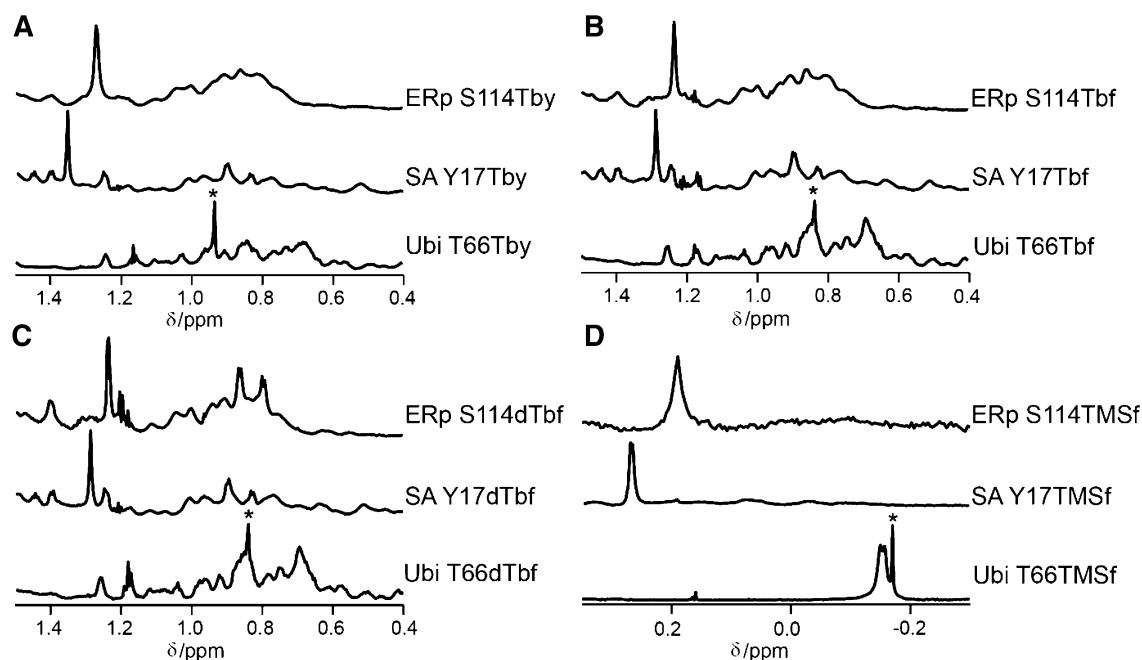 A
ERp S114Tby
SA Y17Tby
*
Ubi T66Tby
1.4 1.2 1.0 0.8 0.6 0.4
δ/ppm
B
ERp S114Tbf
SA Y17Tbf
*
Ubi T66Tbf
1.4 1.2 1.0 0.8 0.6 0.4
δ/ppm
C
ERp S114dTbf
SA Y17dTbf
*
Ubi T66dTbf
1.4 1.2 1.0 0.8 0.6 0.4
δ/ppm
D
ERp S114TMSf
SA Y17TMSf
*
Ubi T66TMSf
0.2 0.0 -0.2
δ/ppm